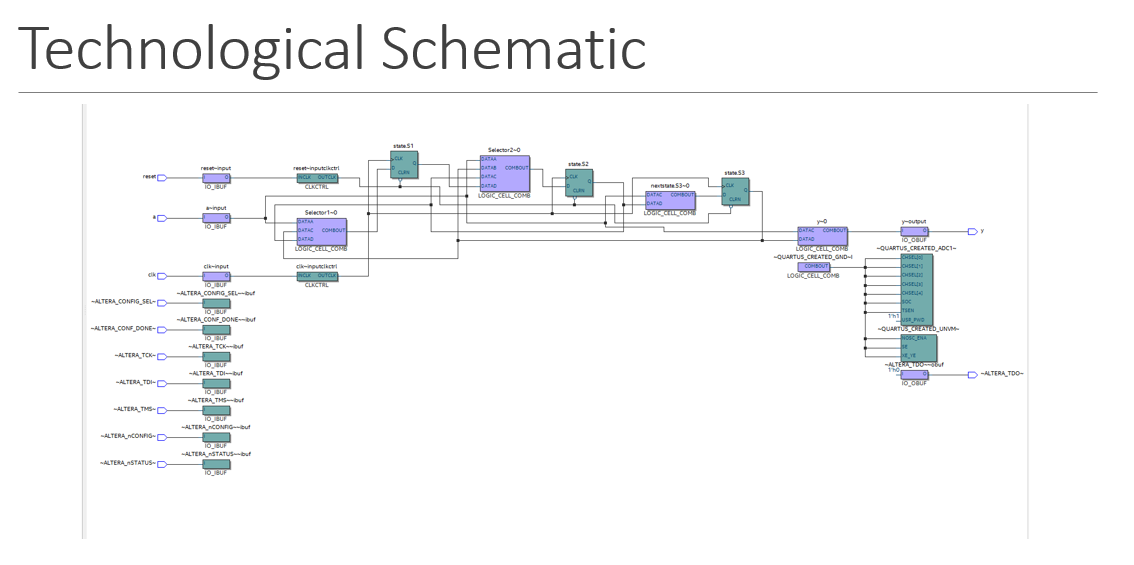 Technological Schematic
state.S1
CLK
D
Q
CLRN
Selector2~0
DATAA
DATAB
DATAC
DATAD
COMBOUT
LOGIC_CELL_COMB
state.S2
CLK
D
Q
CLRN
state.S3
CLK
D
Q
CLRN
nextstate.S3~0
DATAC
DATAD
COMBOUT
LOGIC_CELL_COMB
reset
reset~input
I
O
IO_IBUF
reset~inputclkctrl
INCLK
OUTCLK
CLKCTRL
a
a~input
I
O
IO_IBUF
Selector1~0
DATAA
DATAC
DATAD
COMBOUT
LOGIC_CELL_COMB
clk
clk~input
I
O
IO_IBUF
clk~inputclkctrl
INCLK
OUTCLK
CLKCTRL
y~0
DATAC
DATAD
COMBOUT
LOGIC_CELL_COMB
y~output
I
O
IO_OBUF
y
~QUARTUS_CREATED_GND~I
COMBOUT
LOGIC_CELL_COMB
~QUARTUS_CREATED_ADC1~
CHSEL[0]
CHSEL[1]
CHSEL[2]
CHSEL[3]
CHSEL[4]
SOC
TSEN
1'h1
USR_PWD
~QUARTUS_CREATED_UNVM~
NOSC_ENA
SE
XE_YE
~ALTERA_TDO~~obuf
1'h0
I
O
IO_OBUF
~ALTERA_TDO~
~ALTERA_CONFIG_SEL~
~ALTERA_CONFIG_SEL~~ibuf
IO_IBUF
~ALTERA_CONF_DONE~
~ALTERA_CONF_DONE~~ibuf
IO_IBUF
~ALTERA_TCK~
~ALTERA_TCK~~ibuf
IO_IBUF
~ALTERA_TDI~
~ALTERA_TDI~~ibuf
IO_IBUF
~ALTERA_TMS~
~ALTERA_TMS~~ibuf
IO_IBUF
~ALTERA_nCONFIG~
~ALTERA_nCONFIG~~ibuf
IO_IBUF
~ALTERA_nSTATUS~
~ALTERA_nSTATUS~~ibuf
IO_IBUF